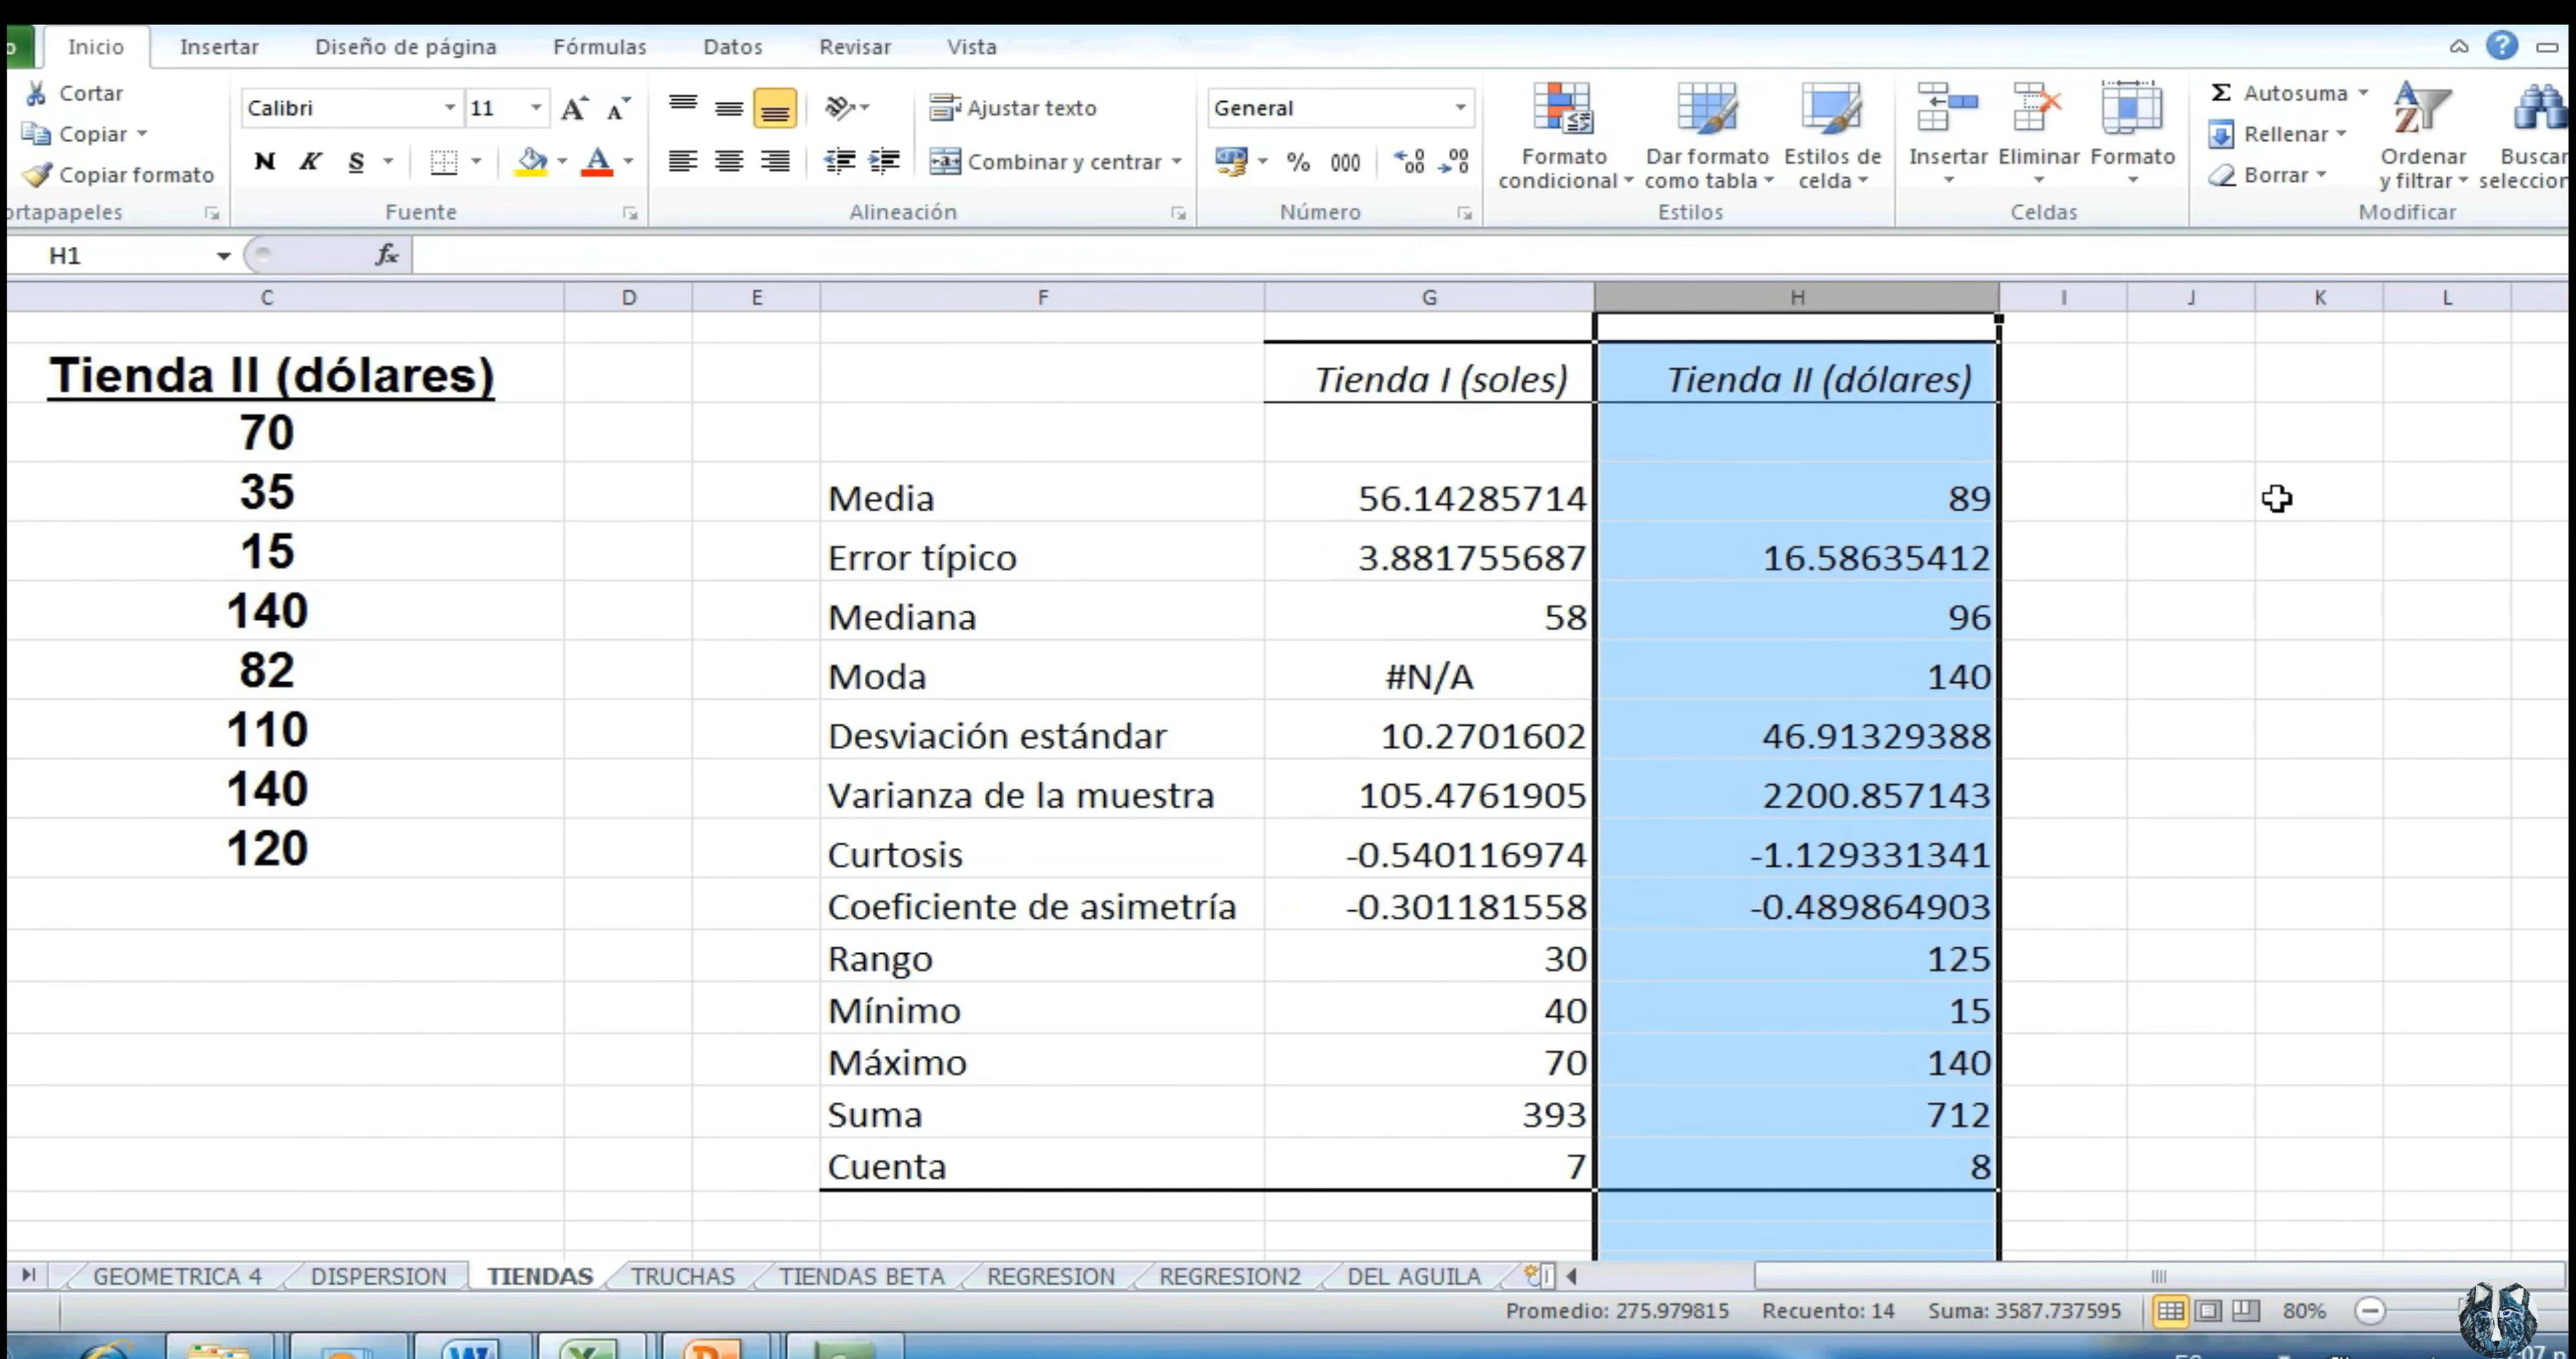 Inicio Insertar Diseño de página Fórmulas Datos Revisar Vista
Cortar
Copiar
Copiar formato
Calibri 11
N K S
Ajustar texto
Combinar y centrar
General
% 000
Formato condicional
Dar formato como tabla
Estilos de celda
Insertar Eliminar Formato
Σ Autosuma
Rellenar
Borrar
Ordenar y filtrar
Fuente Alineación Número Estilos Celdas Modificar
H1 fx
C D E F G H I J K L
Tienda II (dólares) Tienda I (soles) Tienda II (dólares)
70
35 Media 56.14285714 89
15 Error típico 3.881755687 16.58635412
140 Mediana 58 96
82 Moda #N/A 140
110 Desviación estándar 10.2701602 46.91329388
140 Varianza de la muestra 105.4761905 2200.857143
120 Curtosis -0.540116974 -1.129331341
Coeficiente de asimetría -0.301181558 -0.489864903
Rango 30 125
Mínimo 40 15
Máximo 70 140
Suma 393 712
Cuenta 7 8
GEOMETRICA 4 DISPERSION TIENDAS TRUCHAS TIENDAS BETA REGRESION REGRESION2 DEL AGUILA
Promedio: 275.979815 Recuento: 14 Suma: 3587.737595 80%